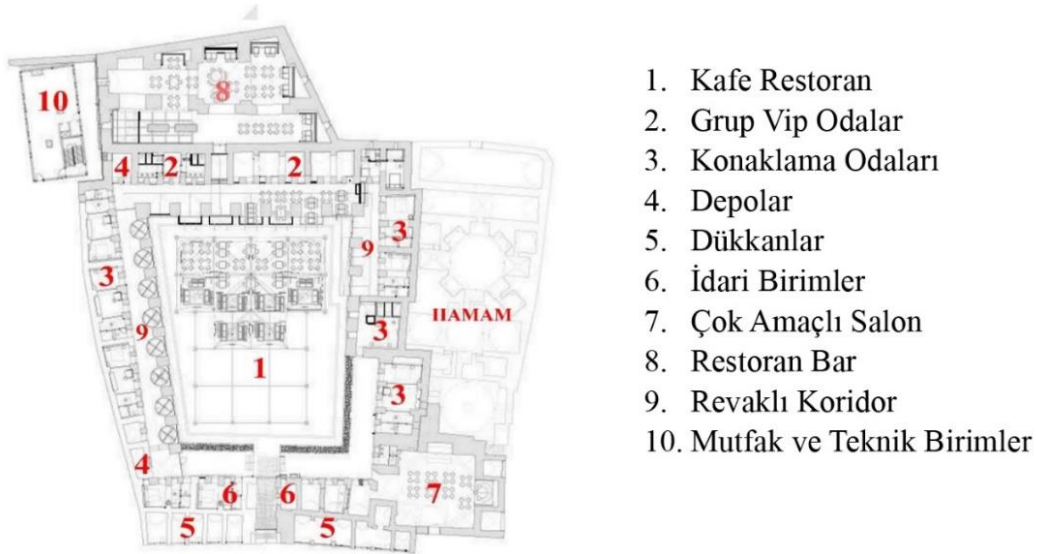 8
10
4
2
2
3
3
9
9
HAMAM
3
1
3
4
6
6
7
5
5
1. Kafe Restoran
2. Grup Vip Odalar
3. Konaklama Odaları
4. Depolar
5. Dükkanlar
6. İdari Birimler
7. Çok Amaçlı Salon
8. Restoran Bar
9. Revaklı Koridor
10. Mutfak ve Teknik Birimler